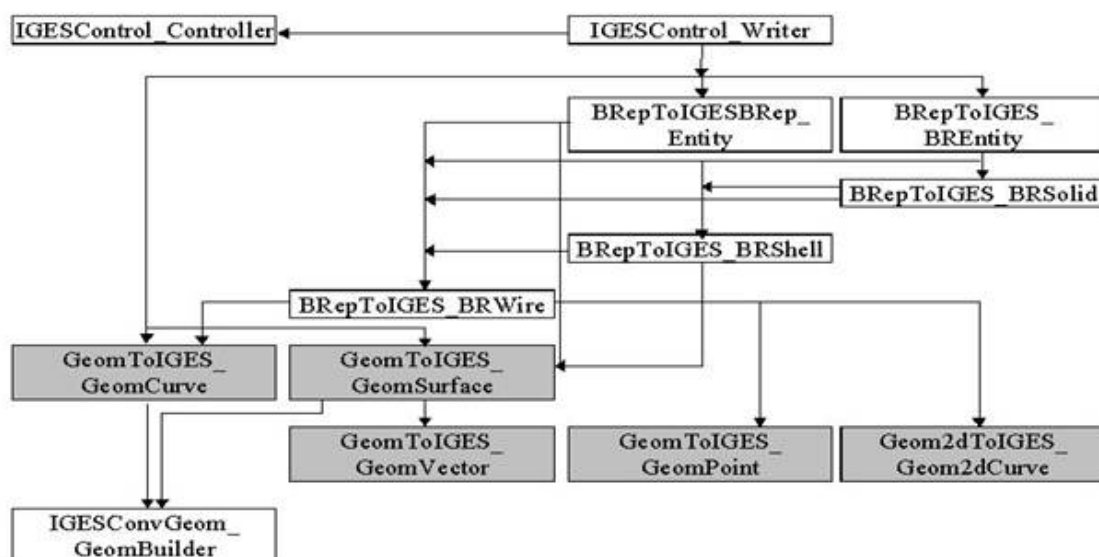 IGESControl_Controller
IGESControl_Writer
BRepToIGESBRep_
Entity
BRepToIGES_
BREntity
BRepToIGES_BRSolid
BRepToIGES_BRShell
BRepToIGES_BRWire
GeomToIGES_
GeomCurve
GeomToIGES_
GeomSurface
GeomToIGES_
GeomVector
GeomToIGES_
GeomPoint
Geom2dToIGES_
Geom2dCurve
IGESConvGeom_
GeomBuilder